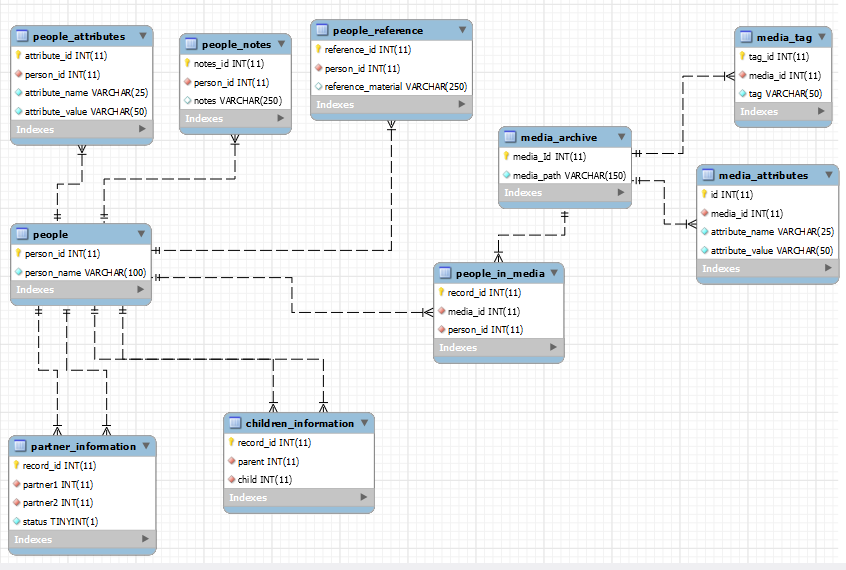 people_attributes
attribute_id INT(11)
person_id INT(11)
attribute_name VARCHAR(25)
attribute_value VARCHAR(50)
Indexes
people_notes
notes_id INT(11)
person_id INT(11)
notes VARCHAR(250)
Indexes
people_reference
reference_id INT(11)
person_id INT(11)
reference_material VARCHAR(250)
Indexes
media_tag
tag_id INT(11)
media_id INT(11)
tag VARCHAR(50)
Indexes
media_archive
media_Id INT(11)
media_path VARCHAR(150)
Indexes
media_attributes
id INT(11)
media_id INT(11)
attribute_name VARCHAR(25)
attribute_value VARCHAR(50)
Indexes
people
person_id INT(11)
person_name VARCHAR(100)
Indexes
people_in_media
record_id INT(11)
media_id INT(11)
person_id INT(11)
Indexes
partner_information
record_id INT(11)
partner1 INT(11)
partner2 INT(11)
status TINYINT(1)
Indexes
children_information
record_id INT(11)
parent INT(11)
child INT(11)
Indexes